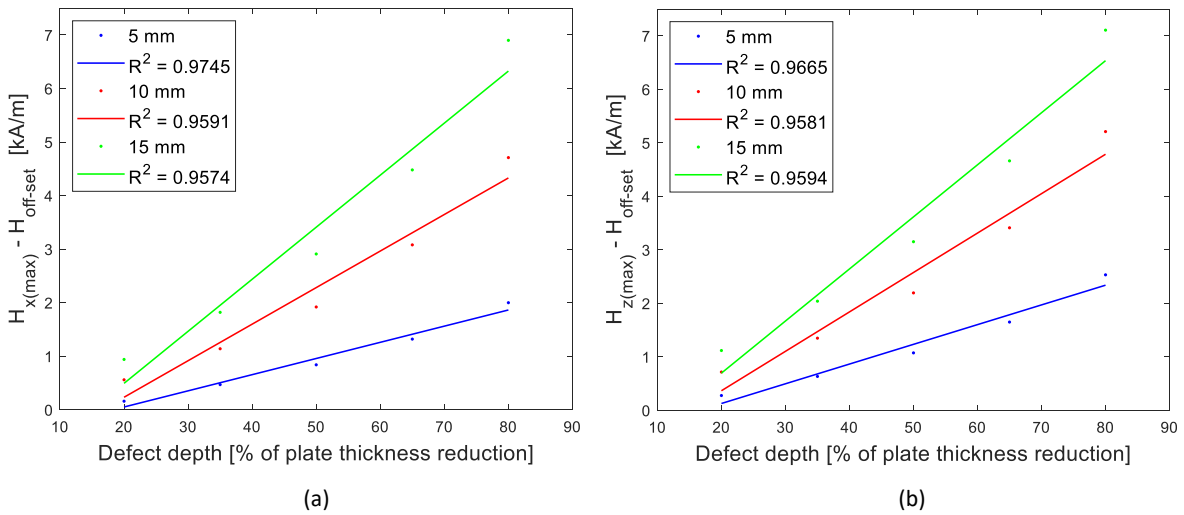 5 mm
R² = 0.9745
10 mm
R² = 0.9591
15 mm
R² = 0.9574
7
6
5
4
3
2
1
0
10 20 30 40 50 60 70 80 90
H_x(max) - H_off-set [kA/m]
Defect depth [% of plate thickness reduction]
(a)
5 mm
R² = 0.9665
10 mm
R² = 0.9581
15 mm
R² = 0.9594
7
6
5
4
3
2
1
0
10 20 30 40 50 60 70 80 90
H_z(max) - H_off-set [kA/m]
Defect depth [% of plate thickness reduction]
(b)